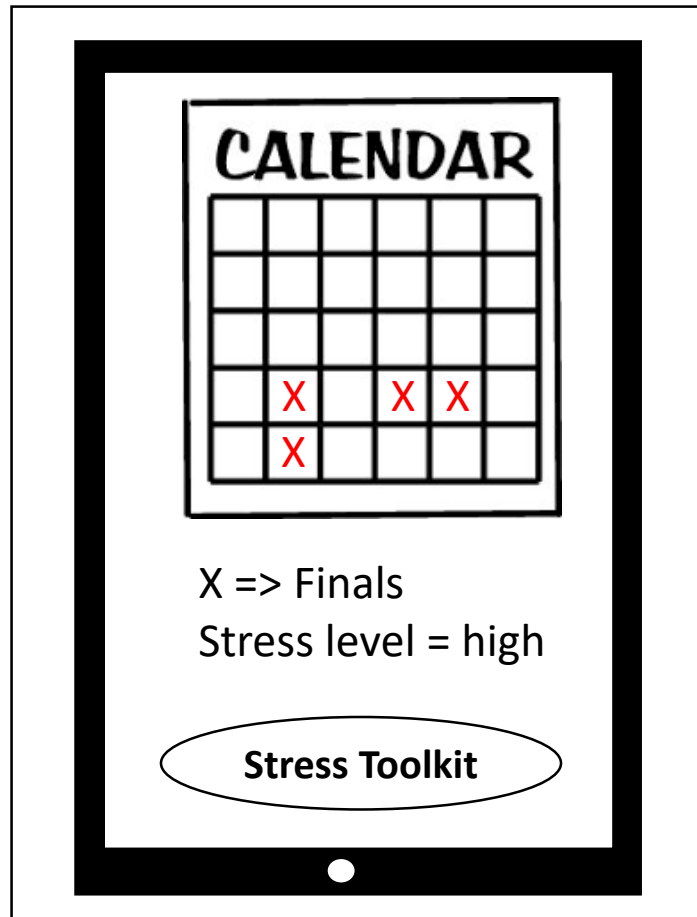 CALENDAR
X X X
X
X => Finals
Stress level = high
Stress Toolkit